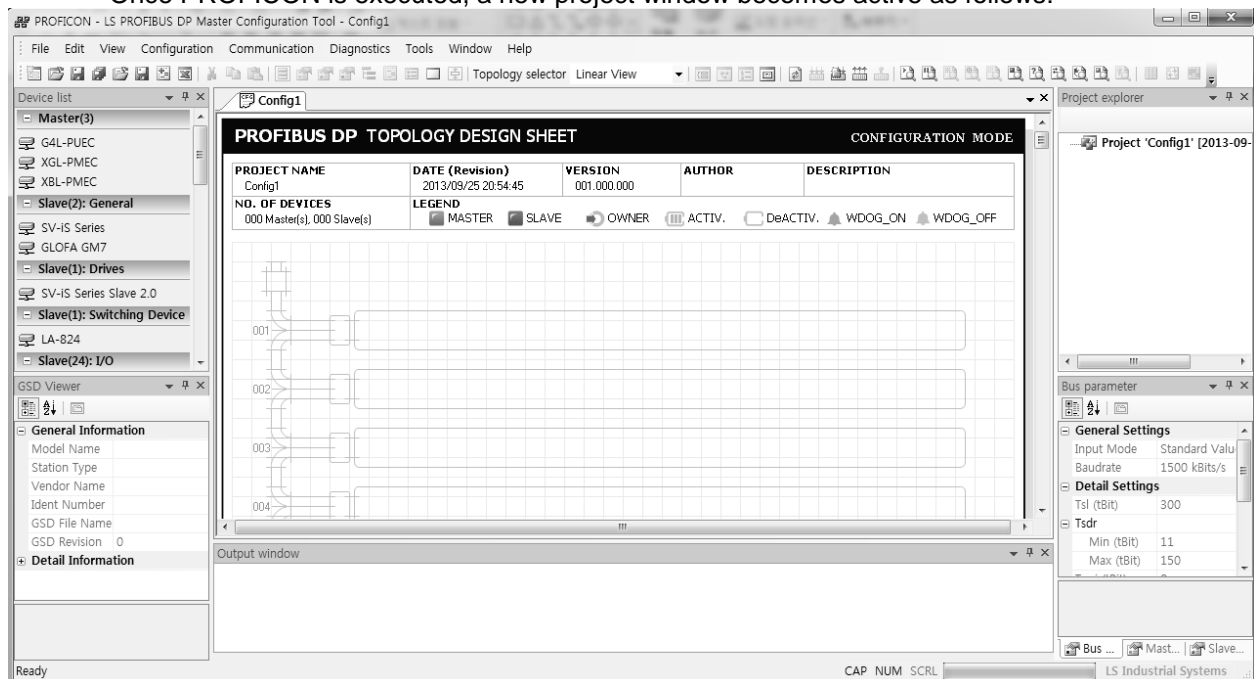 Once PROFICON is executed, a new project window becomes active as follows.
PROFICON - LS PROFIBUS DP Master Configuration Tool - Config1
File Edit View Configuration Communication Diagnostics Tools Window Help
Topology selector Linear View
Device list
Master(3)
G4L-PUEC
XGL-PMEC
XBL-PMEC
Slave(2): General
SV-iS Series
GLOFA GM7
Slave(1): Drives
SV-iS Series Slave 2.0
Slave(1): Switching Device
LA-824
Slave(24): I/O
GSD Viewer
General Information
Model Name
Station Type
Vendor Name
Ident Number
GSD File Name
GSD Revision 0
Detail Information
Config1
PROFIBUS DP TOPOLOGY DESIGN SHEET CONFIGURATION MODE
PROJECT NAME DATE (Revision) VERSION AUTHOR DESCRIPTION
Config1 2013/09/25 20:54:45 001.000.000
NO. OF DEVICES LEGEND
000 Master(s), 000 Slave(s) MASTER SLAVE OWNER ACTIV. DeACTIV. WDOG_ON WDOG_OFF
001
002
003
004
Output window
Project explorer
Project 'Config1' [2013-09-
Bus parameter
General Settings
Input Mode Standard Valu
Baudrate 1500 kBits/s
Detail Settings
Tsl (tBit) 300
Tsdr
Min (tBit) 11
Max (tBit) 150
Bus ... Mast... Slave...
Ready CAP NUM SCRL LS Industrial Systems